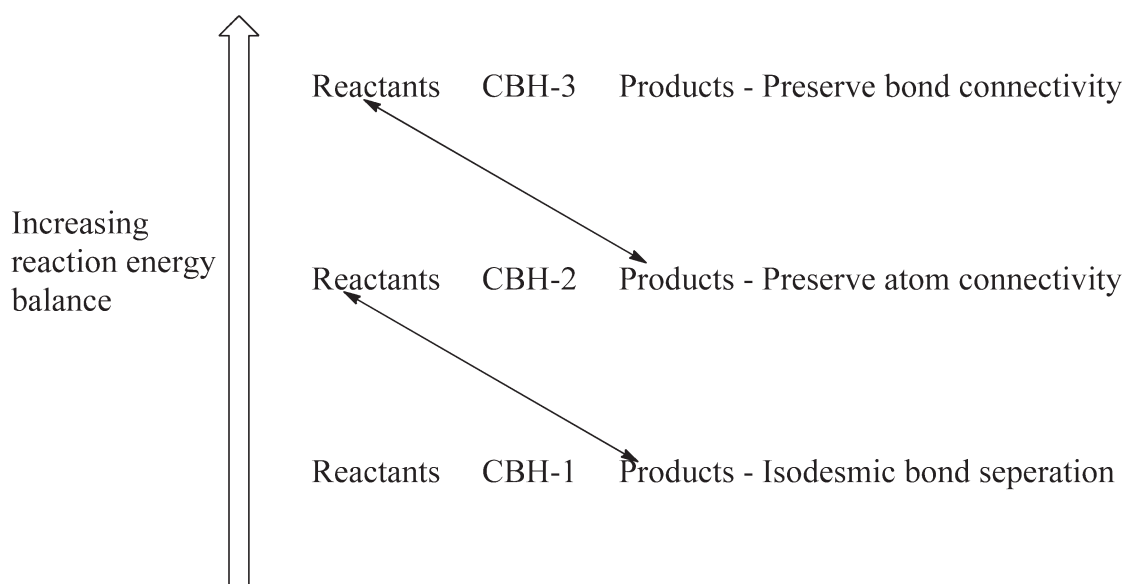 Reactants CBH-3 Products - Preserve bond connectivity
Increasing
reaction energy
balance
Reactants CBH-2 Products - Preserve atom connectivity
Reactants CBH-1 Products - Isodesmic bond seperation